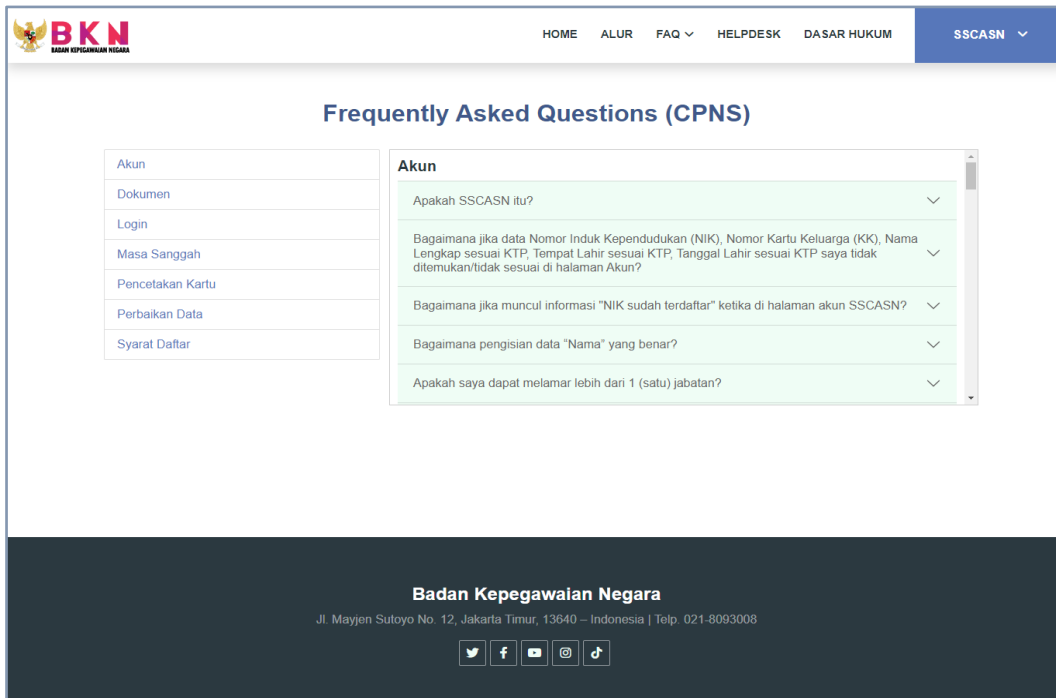 BKN
BADAN KEPEGAWAIAN NEGARA
HOME ALUR FAQ HELPDESK DASAR HUKUM SSCASN
Frequently Asked Questions (CPNS)
Akun
Dokumen
Login
Masa Sanggah
Pencetakan Kartu
Perbaikan Data
Syarat Daftar
Akun
Apakah SSCASN itu?
Bagaimana jika data Nomor Induk Kependudukan (NIK), Nomor Kartu Keluarga (KK), Nama
Lengkap sesuai KTP, Tempat Lahir sesuai KTP, Tanggal Lahir sesuai KTP saya tidak
ditemukan/tidak sesuai di halaman Akun?
Bagaimana jika muncul informasi "NIK sudah terdaftar" ketika di halaman akun SSCASN?
Bagaimana pengisian data “Nama” yang benar?
Apakah saya dapat melamar lebih dari 1 (satu) jabatan?
Badan Kepegawaian Negara
Jl. Mayjen Sutoyo No. 12, Jakarta Timur, 13640 – Indonesia | Telp. 021-8093008